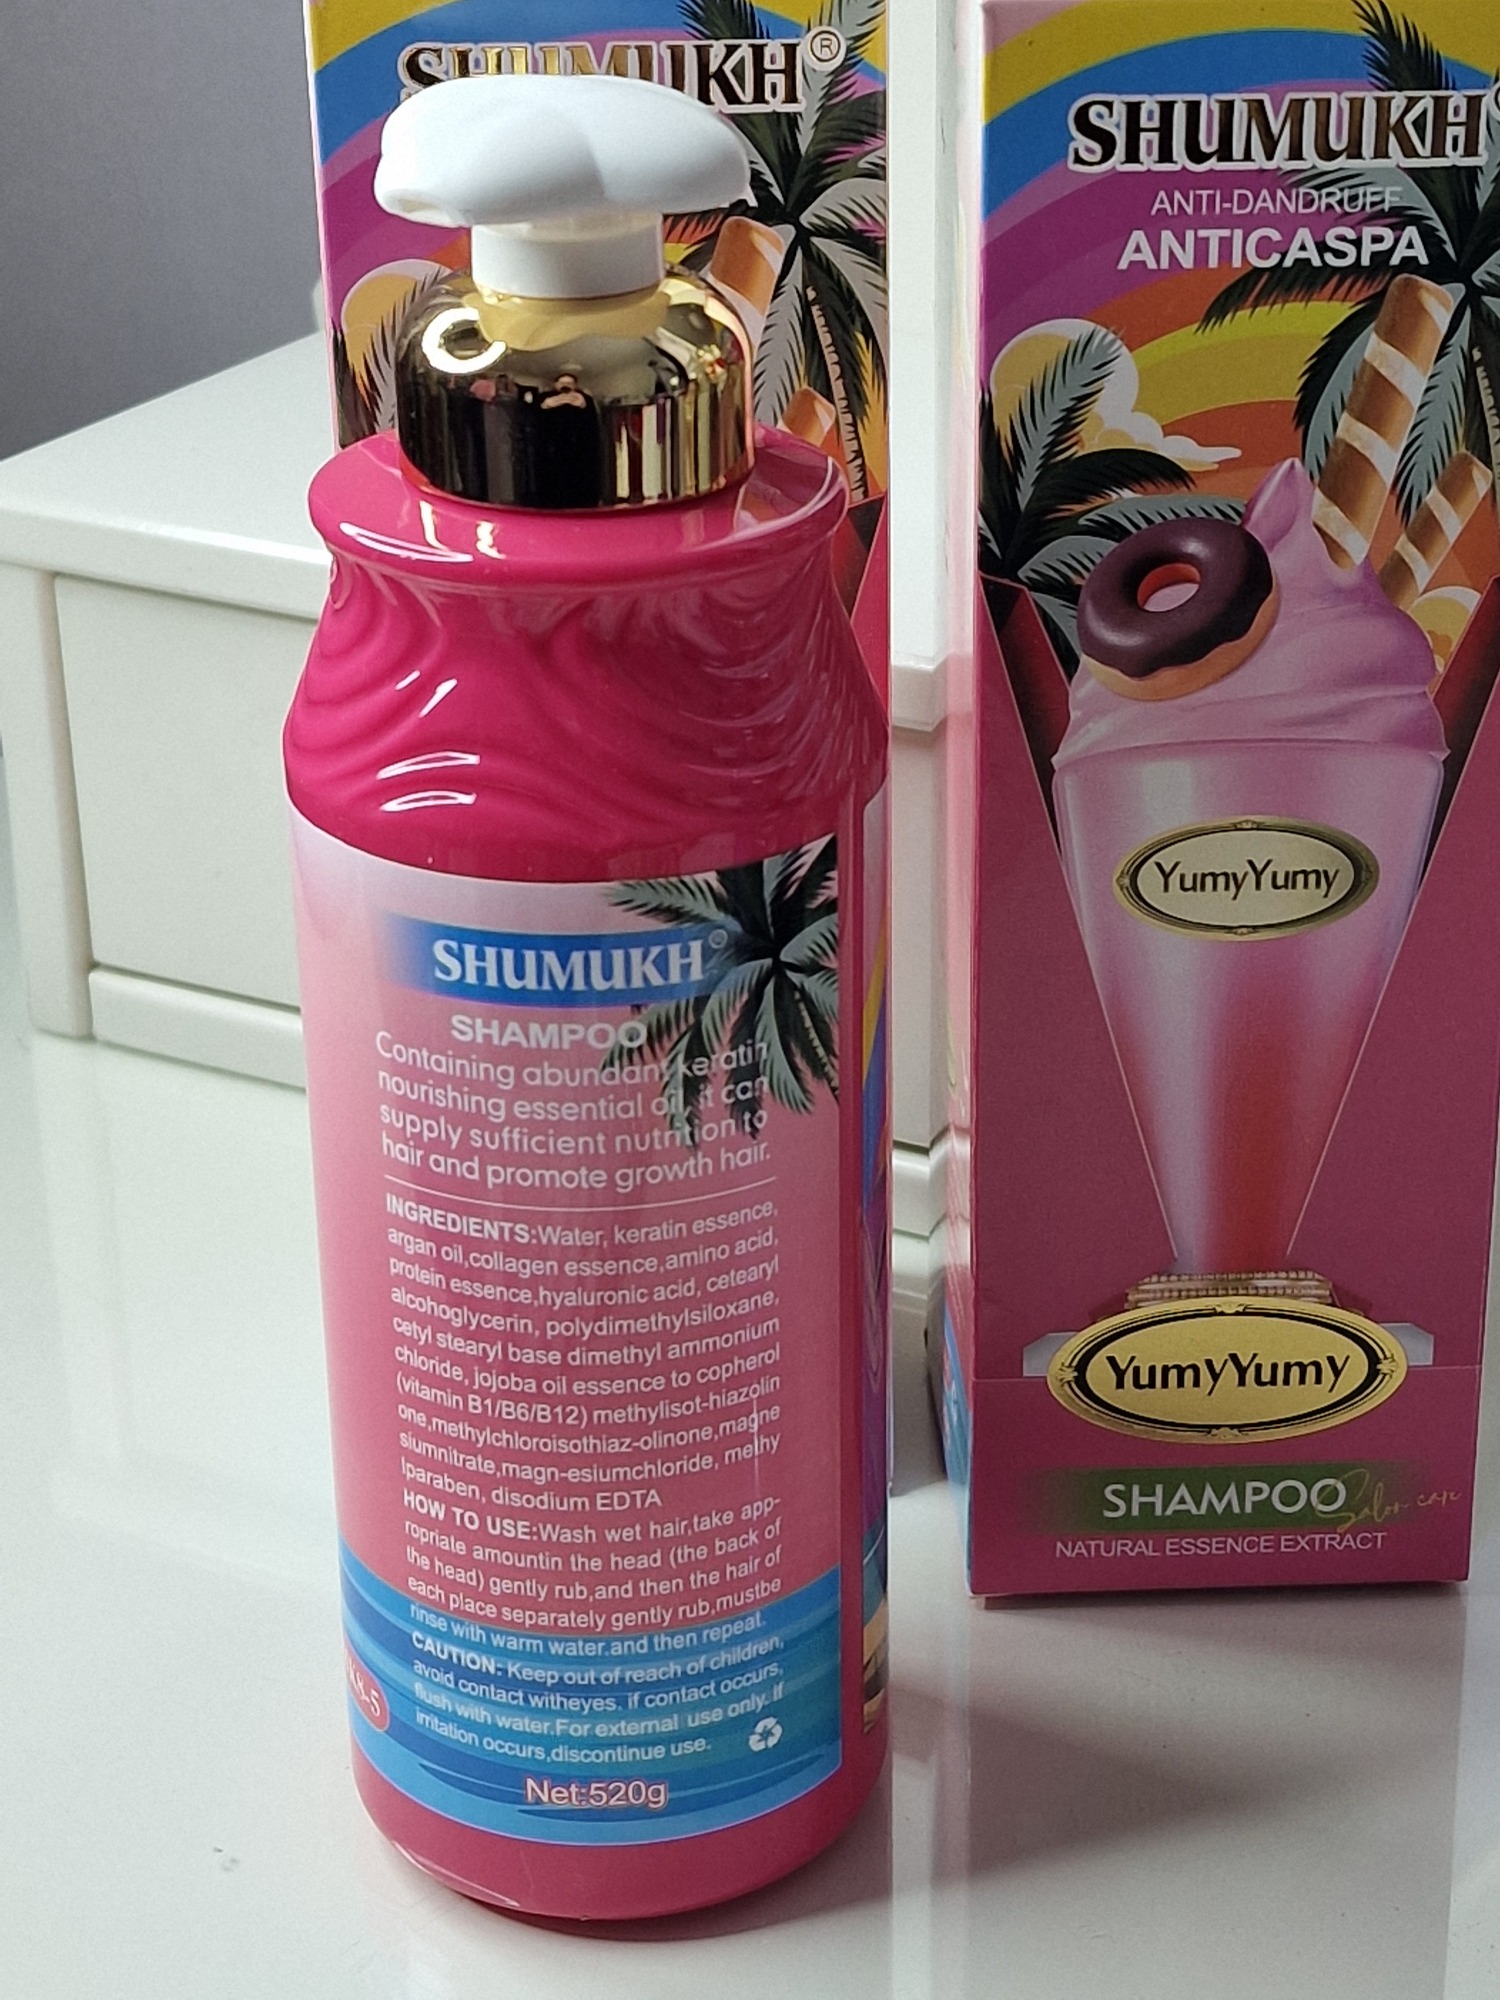 SHUMUKH®
SHUMUKH
ANTI-DANDRUFF
ANTICASPA
YumyYumy
YumyYumy
SHAMPOO
Salon care
NATURAL ESSENCE EXTRACT
SHUMUKH®
SHAMPOO
Containing abundant keratin
nourishing essential oil, it can
supply sufficient nutrition to
hair and promote growth hair.
INGREDIENTS:Water, keratin essence,
argan oil,collagen essence,amino acid,
protein essence,hyaluronic acid, cetearyl
alcohoglycerin, polydimethylsiloxane,
cetyl stearyl base dimethyl ammonium
chloride, jojoba oil essence to copherol
(vitamin B1/B6/B12) methylisot-hiazolin
one,methylchloroisothiaz-olinone,magne
siumnitrate,magn-esiumchloride, methy
lparaben, disodium EDTA
HOW TO USE:Wash wet hair,take app-
ropriate amountin the head (the back of
the head) gently rub,and then the hair of
each place separately gently rub,mustbe
rinse with warm water.and then repeat.
CAUTION: Keep out of reach of children,
avoid contact witheyes. if contact occurs,
flush with water.For external use only. If
irritation occurs,discontinue use.
Net:520g